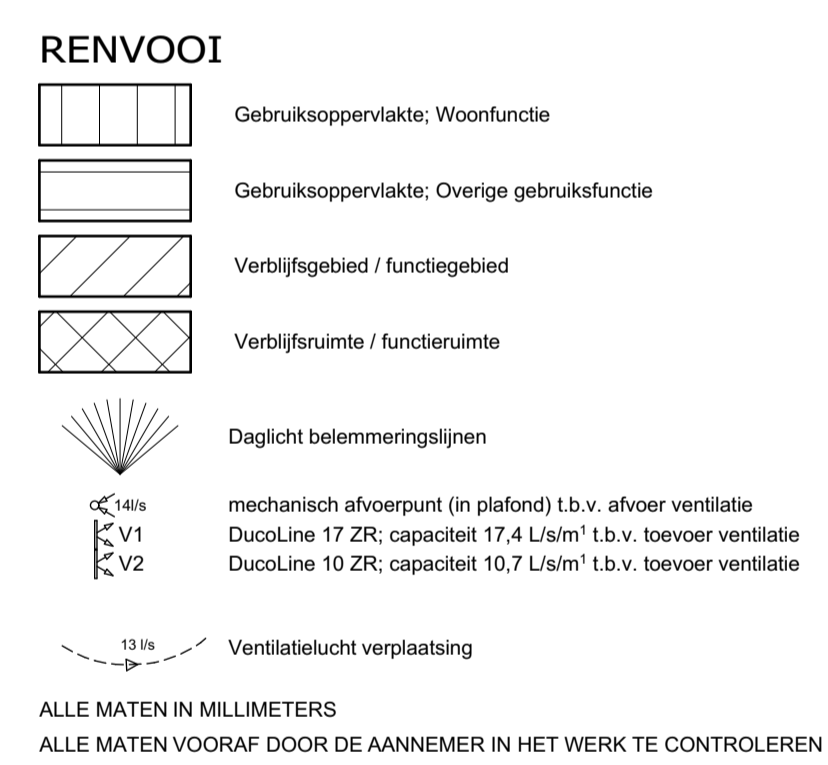 RENVOOI
Gebruiksoppervlakte; Woonfunctie
Gebruiksoppervlakte; Overige gebruiksfunctie
Verblijfsgebied / functiegebied
Verblijfsruimte / functieruimte
Daglicht belemmeringslijnen
14l/s mechanisch afvoerpunt (in plafond) t.b.v. afvoer ventilatie
V1 DucoLine 17 ZR; capaciteit 17,4 L/s/m¹ t.b.v. toevoer ventilatie
V2 DucoLine 10 ZR; capaciteit 10,7 L/s/m¹ t.b.v. toevoer ventilatie
13 l/s Ventilatielucht verplaatsing
ALLE MATEN IN MILLIMETERS
ALLE MATEN VOORAF DOOR DE AANNEMER IN HET WERK TE CONTROLEREN